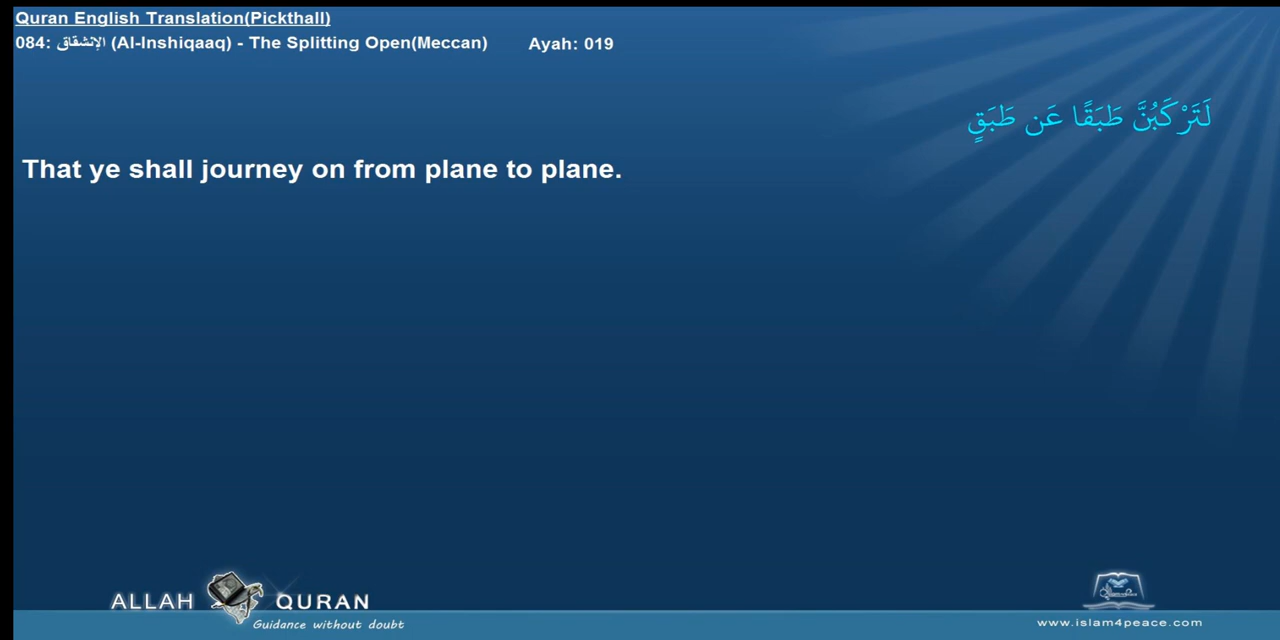 Quran English Translation(Pickthall)
084: الإنشقاق (Al-Inshiqaaq) - The Splitting Open(Meccan) Ayah: 019
لَتَرْكَبُنَّ طَبَقًا عَن طَبَقٍ
That ye shall journey on from plane to plane.
ALLAH QURAN
Guidance without doubt
www.islam4peace.com